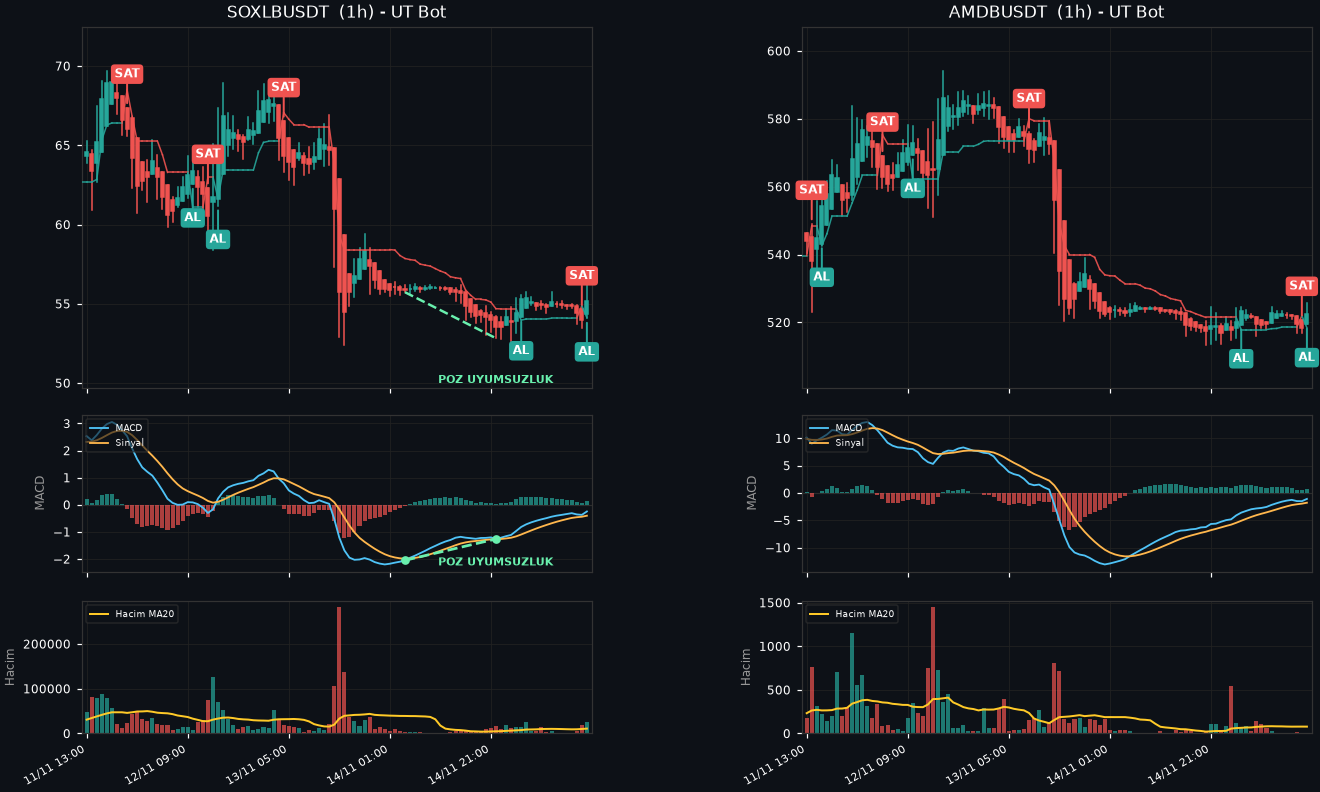 SOXLBUSDT (1h) - UT Bot
70
65
60
55
50
SAT
SAT
SAT
AL
AL
SAT
AL
AL
POZ UYUMSUZLUK
MACD
3
2
1
0
−1
−2
MACD
Sinyal
POZ UYUMSUZLUK
Hacim
200000
100000
0
Hacim MA20
11/11 13:00
12/11 09:00
13/11 05:00
14/11 01:00
14/11 21:00
AMDBUSDT (1h) - UT Bot
600
580
560
540
520
SAT
SAT
SAT
AL
AL
SAT
AL
AL
MACD
10
5
0
−5
−10
MACD
Sinyal
Hacim
1500
1000
500
0
Hacim MA20
11/11 13:00
12/11 09:00
13/11 05:00
14/11 01:00
14/11 21:00